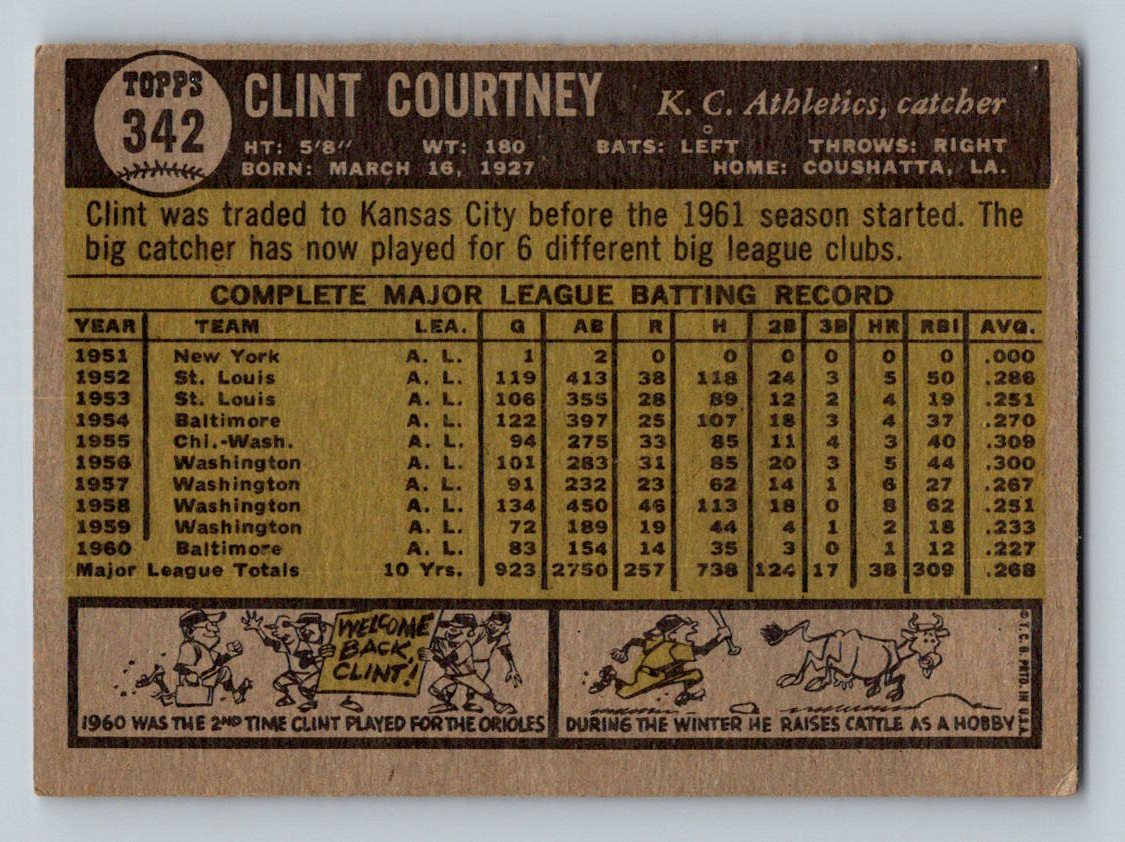 TOPPS
342
CLINT COURTNEY K. C. Athletics, catcher
HT: 5'8" WT: 180 BATS: LEFT THROWS: RIGHT
BORN: MARCH 16, 1927 HOME: COUSHATTA, LA.
Clint was traded to Kansas City before the 1961 season started. The
big catcher has now played for 6 different big league clubs.
COMPLETE MAJOR LEAGUE BATTING RECORD
YEAR TEAM LEA. G AB R H 2B 3B HR RBI AVG.
1951 New York A. L. 1 2 0 0 0 0 0 0 .000
1952 St. Louis A. L. 119 413 38 118 24 3 5 50 .286
1953 St. Louis A. L. 106 355 28 89 12 2 4 19 .251
1954 Baltimore A. L. 122 397 25 107 18 3 4 37 .270
1955 Chi.-Wash. A. L. 94 275 33 85 11 4 3 40 .309
1956 Washington A. L. 101 283 31 85 20 3 5 44 .300
1957 Washington A. L. 91 232 23 62 14 1 6 27 .267
1958 Washington A. L. 134 450 46 113 18 0 8 62 .251
1959 Washington A. L. 72 189 19 44 4 1 2 18 .233
1960 Baltimore A. L. 83 154 14 35 3 0 1 12 .227
Major League Totals 10 Yrs. 923 2750 257 738 124 17 38 309 .268
WELCOME
BACK
CLINT!
1960 WAS THE 2ND TIME CLINT PLAYED FOR THE ORIOLES
DURING THE WINTER HE RAISES CATTLE AS A HOBBY
© T. C. G. PRTD. IN U.S.A.